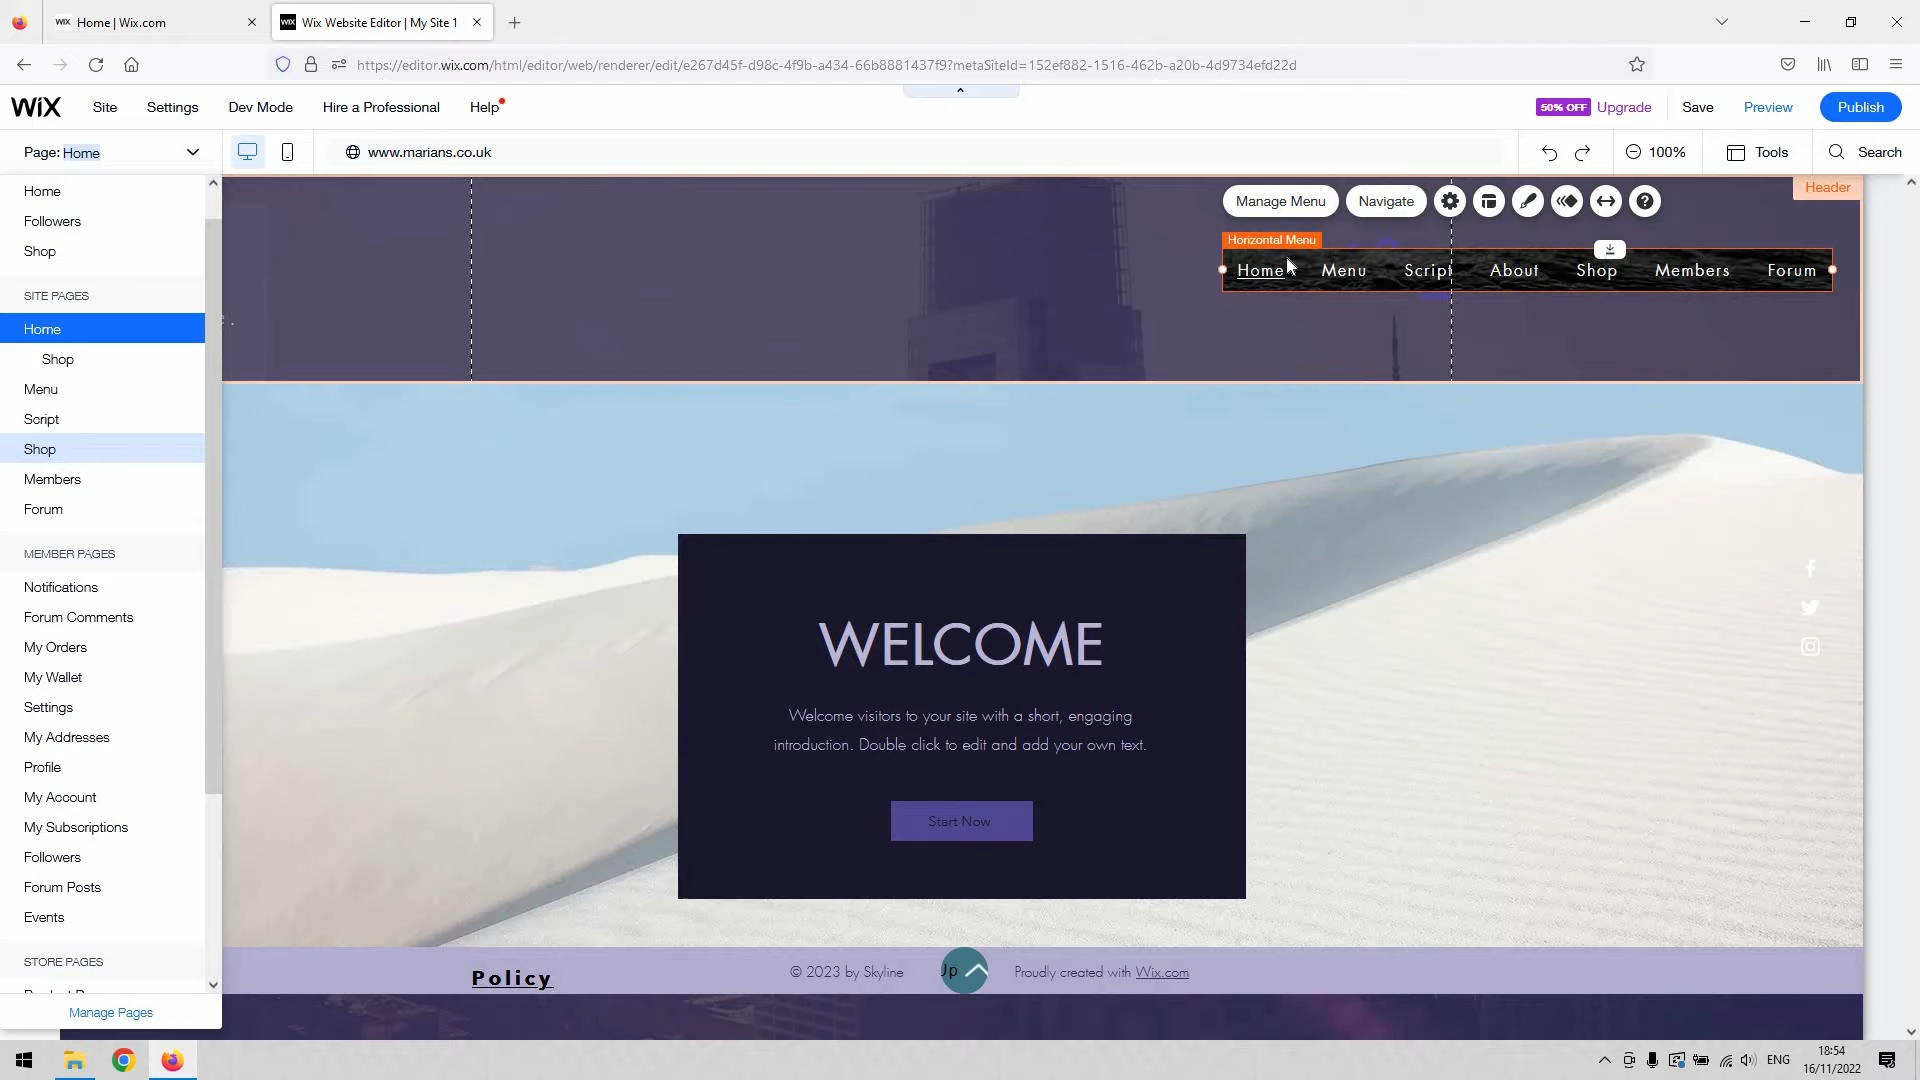 Home | Wix.com
WiX Wix Website Editor | My Site 1
https://editor.wix.com/html/editor/web/renderer/edit/e267d45f-d98c-4f9b-a434-66b8881437f9?metaSiteId=152ef882-1516-462b-a20b-4d9734efd22d
WiX Site Settings Dev Mode Hire a Professional Help 50% OFF Upgrade Save Preview Publish
Page: Home www.marians.co.uk 100% Tools Search
Home
Followers
Shop
SITE PAGES
Home
Shop
Menu
Script
Shop
Members
Forum
MEMBER PAGES
Notifications
Forum Comments
My Orders
My Wallet
Settings
My Addresses
Profile
My Account
My Subscriptions
Followers
Forum Posts
Events
STORE PAGES
Manage Pages
Header
Manage Menu Navigate
Horizontal Menu
Home Menu Script About Shop Members Forum
WELCOME
Welcome visitors to your site with a short, engaging
introduction. Double click to edit and add your own text.
Start Now
Policy © 2023 by Skyline Up Proudly created with Wix.com
ENG 18:54
16/11/2022